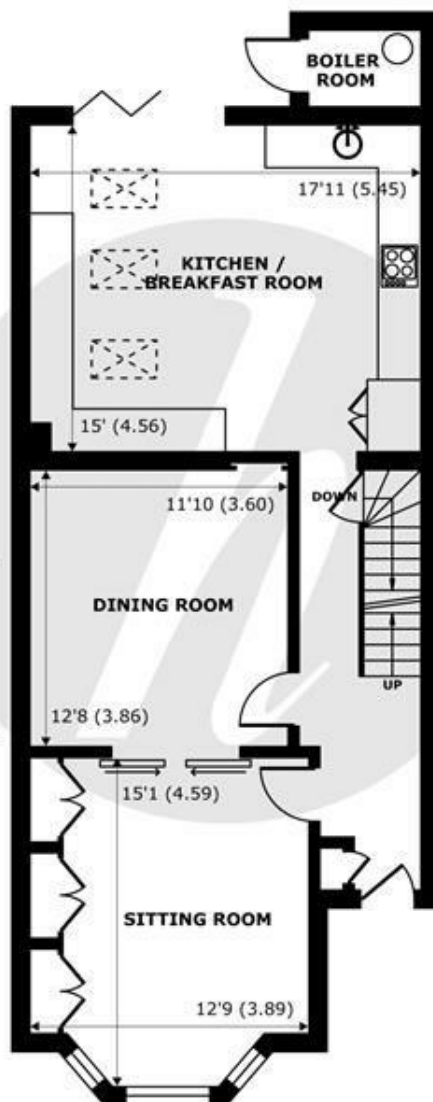 BOILER
ROOM
17'11 (5.45)
KITCHEN /
BREAKFAST ROOM
15' (4.56)
11'10 (3.60)
DOWN
DINING ROOM
UP
12'8 (3.86)
15'1 (4.59)
SITTING ROOM
12'9 (3.89)